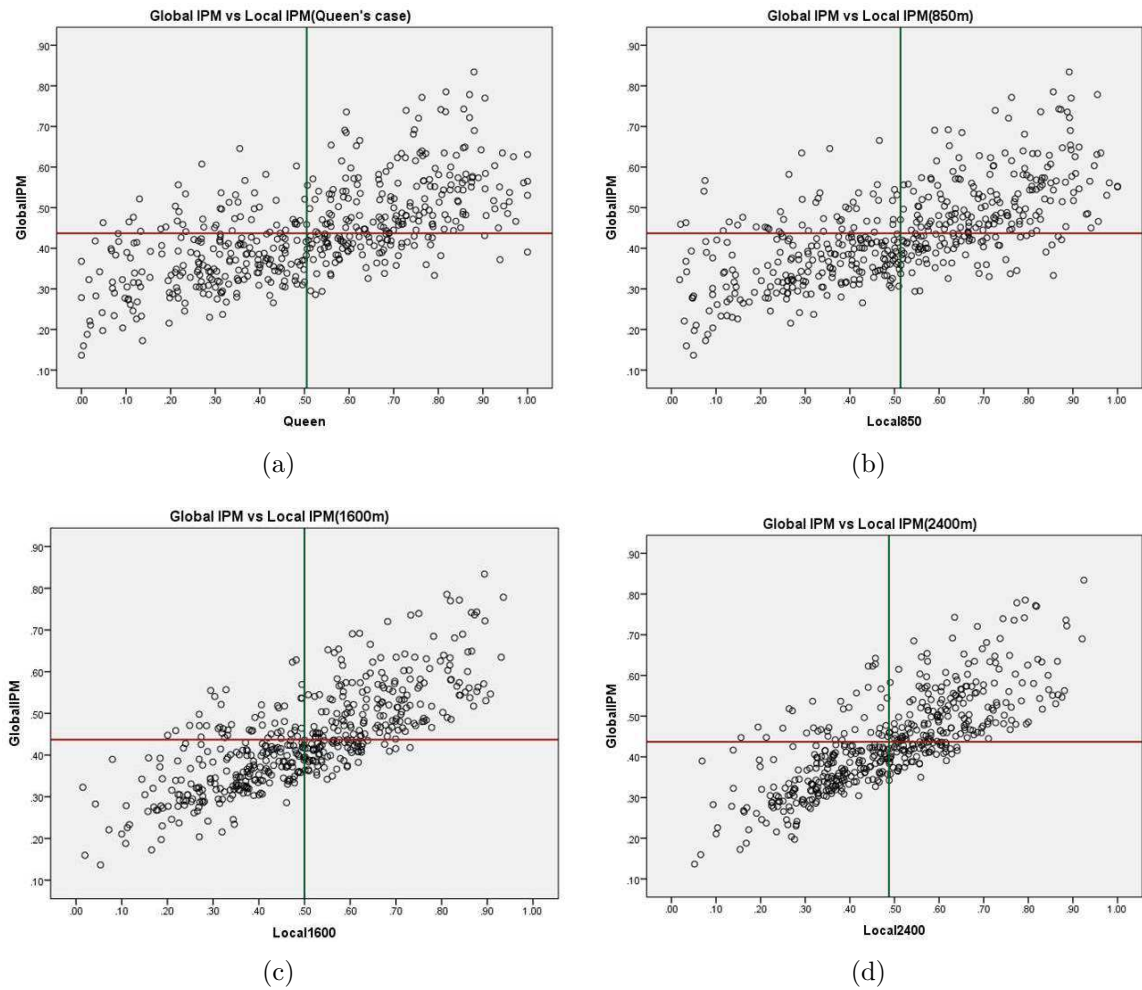 Global IPM vs Local IPM(Queen's case)
.90
.80
.70
.60
.50
.40
.30
.20
.10
GlobalIPM
.00 .10 .20 .30 .40 .50 .60 .70 .80 .90 1.00
Queen
(a)
Global IPM vs Local IPM(850m)
.90
.80
.70
.60
.50
.40
.30
.20
.10
GlobalIPM
.00 .10 .20 .30 .40 .50 .60 .70 .80 .90 1.00
Local850
(b)
Global IPM vs Local IPM(1600m)
.90
.80
.70
.60
.50
.40
.30
.20
.10
GlobalIPM
.00 .10 .20 .30 .40 .50 .60 .70 .80 .90 1.00
Local1600
(c)
Global IPM vs Local IPM(2400m)
.90
.80
.70
.60
.50
.40
.30
.20
.10
GlobalIPM
.00 .10 .20 .30 .40 .50 .60 .70 .80 .90 1.00
Local2400
(d)